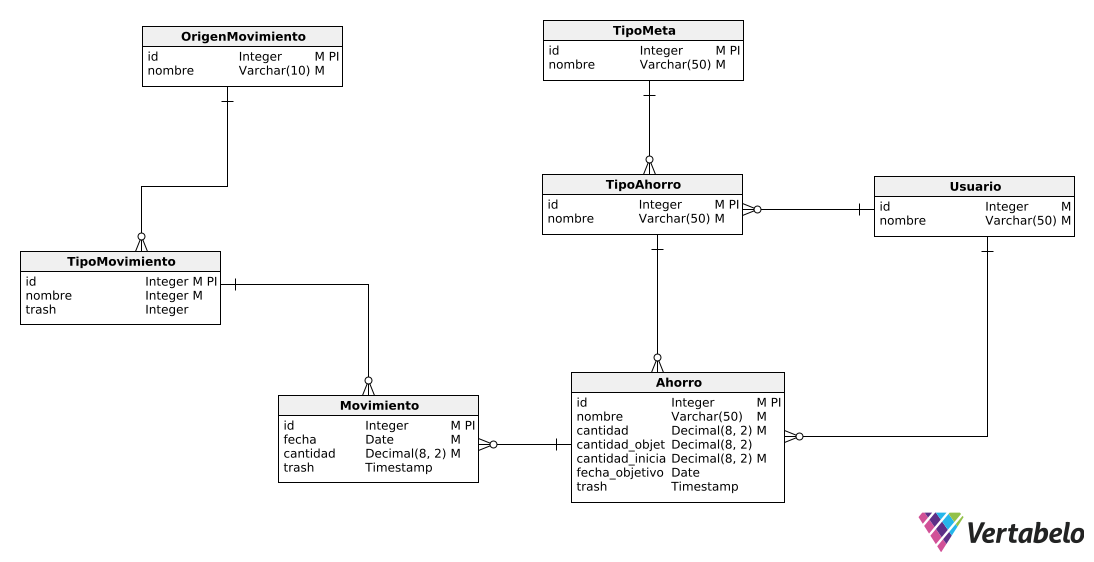 OrigenMovimiento
id Integer M PI
nombre Varchar(10) M
TipoMeta
id Integer M PI
nombre Varchar(50) M
TipoAhorro
id Integer M PI
nombre Varchar(50) M
Usuario
id Integer M
nombre Varchar(50) M
TipoMovimiento
id Integer M PI
nombre Integer M
trash Integer
Movimiento
id Integer M PI
fecha Date M
cantidad Decimal(8, 2) M
trash Timestamp
Ahorro
id Integer M PI
nombre Varchar(50) M
cantidad Decimal(8, 2) M
cantidad_objet Decimal(8, 2)
cantidad_inicia Decimal(8, 2) M
fecha_objetivo Date
trash Timestamp
Vertabelo